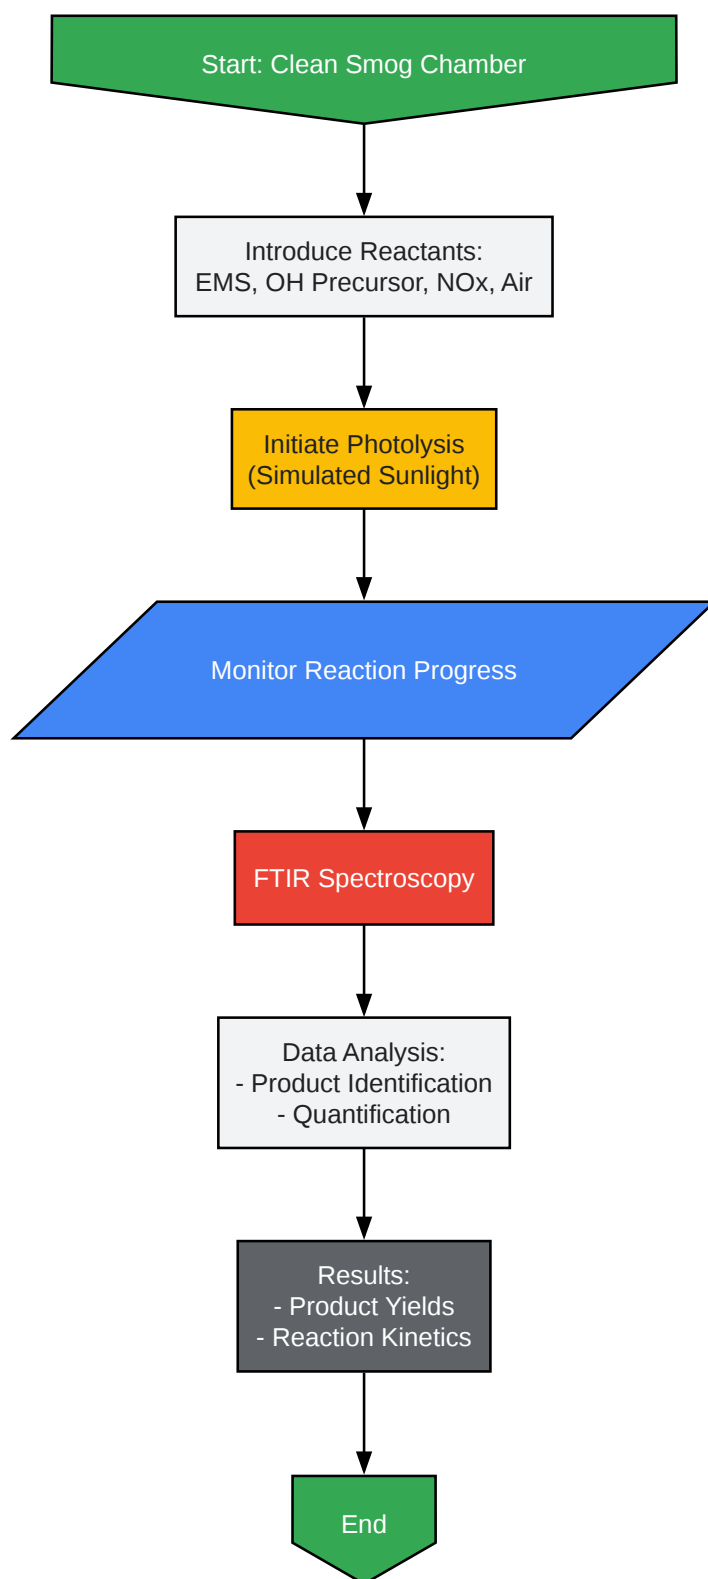 Start: Clean Smog Chamber
Introduce Reactants:
EMS, OH Precursor, NOx, Air
Initiate Photolysis
(Simulated Sunlight)
Monitor Reaction Progress
FTIR Spectroscopy
Data Analysis:
- Product Identification
- Quantification
Results:
- Product Yields
- Reaction Kinetics
End